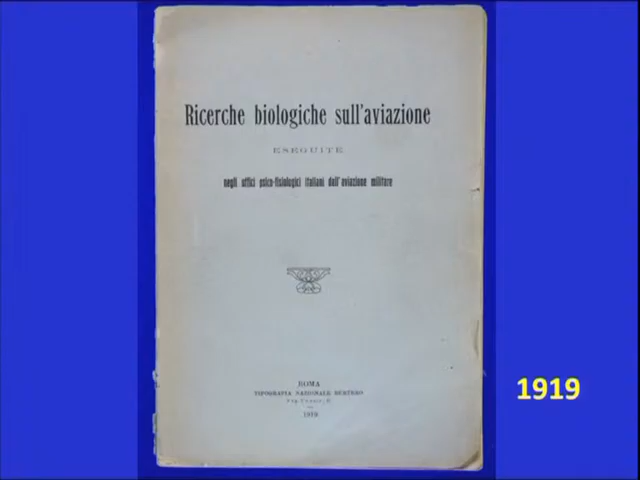 Ricerche biologiche sull'aviazione
ESEGUITE
negli uffici psico-fisiologici italiani dell'aviazione militare
ROMA
TIPOGRAFIA NAZIONALE BERTERO
1919
1919